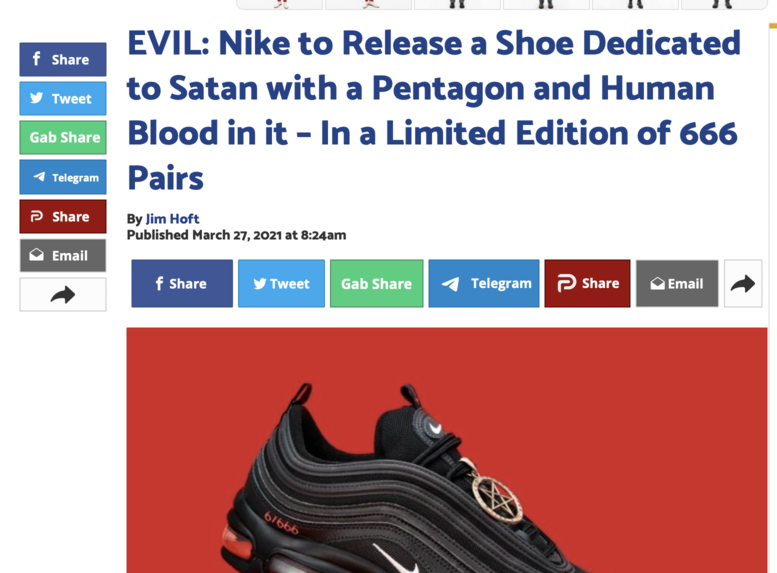 EVIL: Nike to Release a Shoe Dedicated
to Satan with a Pentagon and Human
Blood in it – In a Limited Edition of 666
Pairs
By Jim Hoft
Published March 27, 2021 at 8:24am
Share
Tweet
Gab Share
Telegram
Share
Email
Share Tweet Gab Share Telegram Share Email